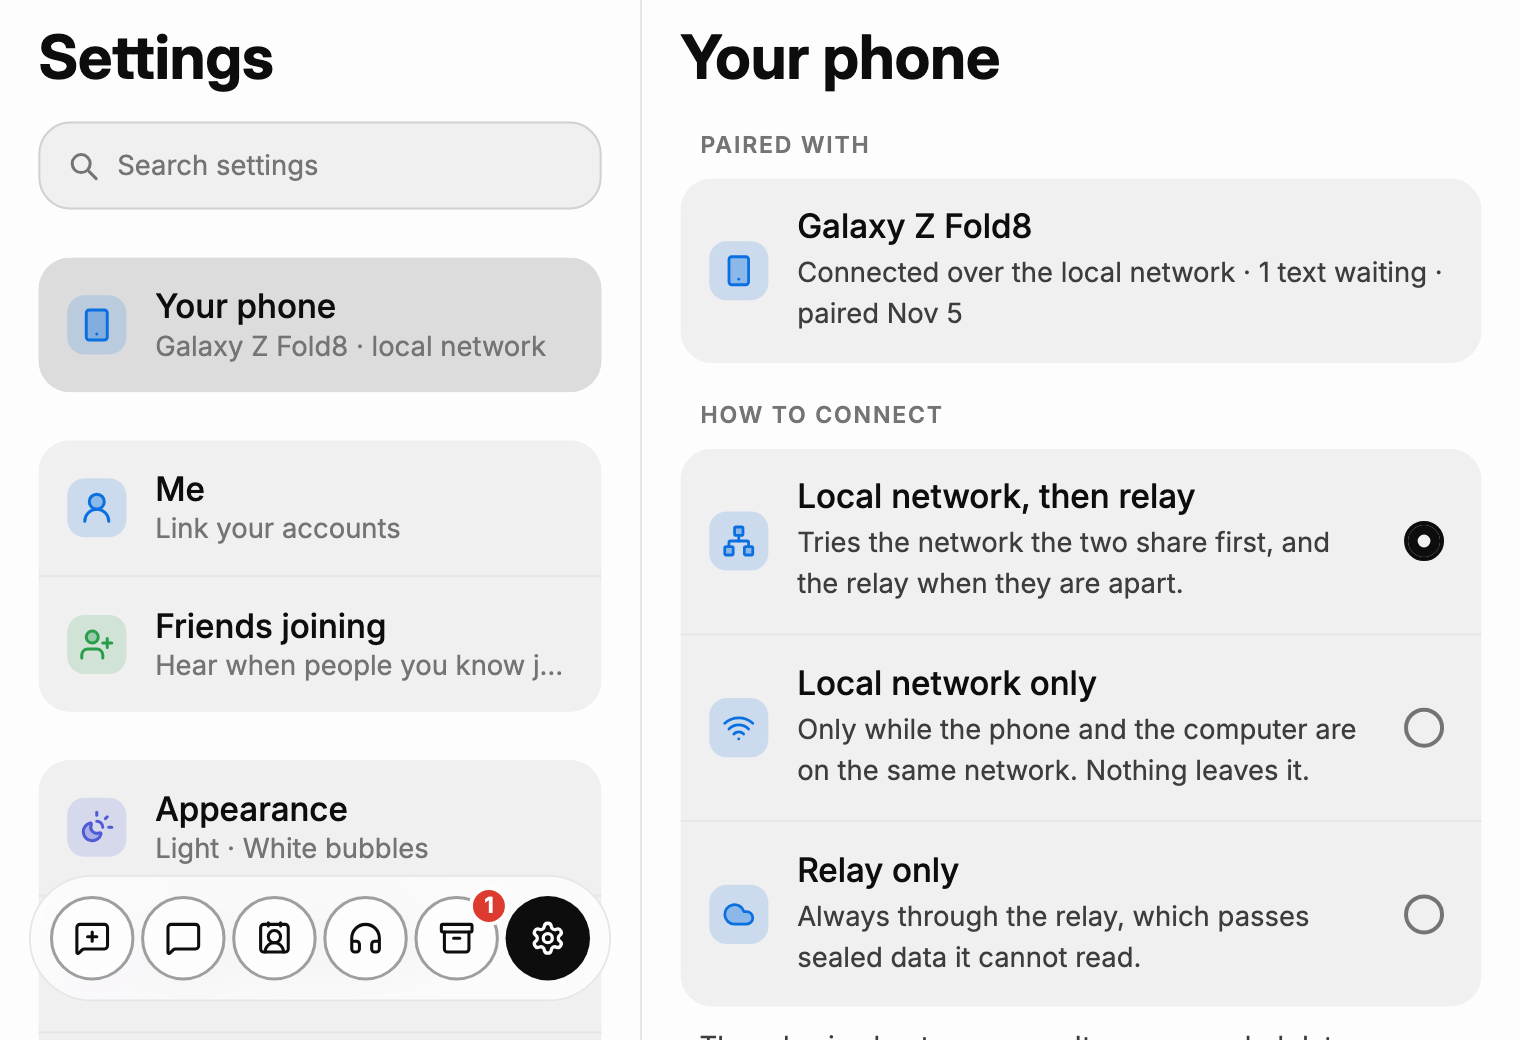 Settings
Search settings
Your phone
Galaxy Z Fold8 · local network
Me
Link your accounts
Friends joining
Hear when people you know j...
Appearance
Light · White bubbles
1
Your phone
PAIRED WITH
Galaxy Z Fold8
Connected over the local network · 1 text waiting ·
paired Nov 5
HOW TO CONNECT
Local network, then relay
Tries the network the two share first, and
the relay when they are apart.
Local network only
Only while the phone and the computer are
on the same network. Nothing leaves it.
Relay only
Always through the relay, which passes
sealed data it cannot read.